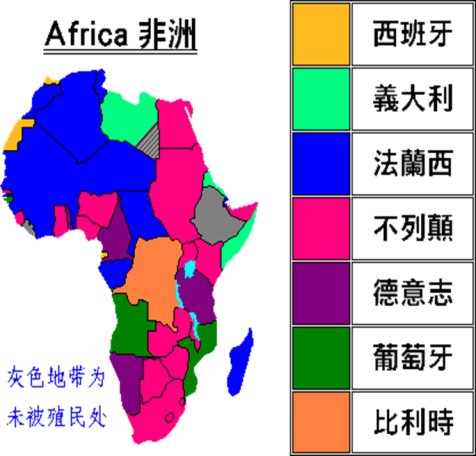 Africa 非洲
西班牙
義大利
法蘭西
不列顛
德意志
葡萄牙
比利時
灰色地带为
未被殖民处